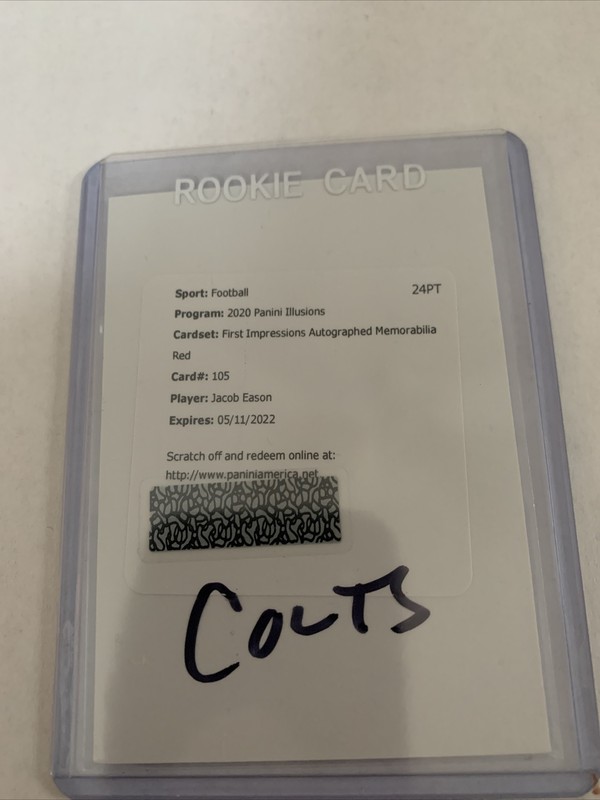 ROOKIE CARD
Sport: Football 24PT
Program: 2020 Panini Illusions
Cardset: First Impressions Autographed Memorabilia
Red
Card#: 105
Player: Jacob Eason
Expires: 05/11/2022
Scratch off and redeem online at:
http://www.paniniamerica.net
COLTS